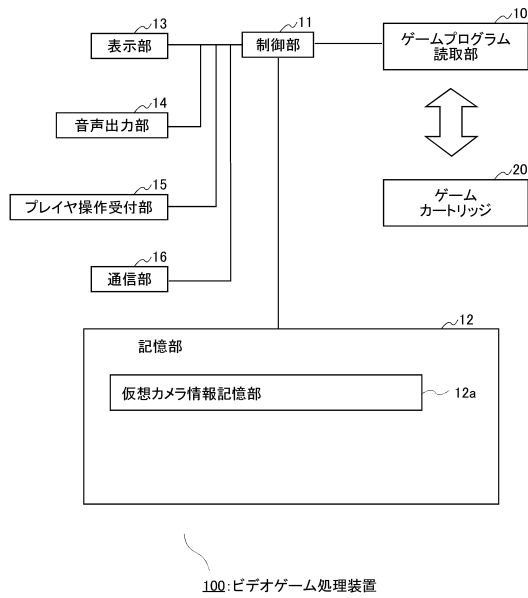 13
表示部
11
制御部
10
ゲームプログラム
読取部
14
音声出力部
15
プレイヤ操作受付部
20
ゲーム
カートリッジ
16
通信部
12
記憶部
仮想カメラ情報記憶部
12a
100:ビデオゲーム処理装置